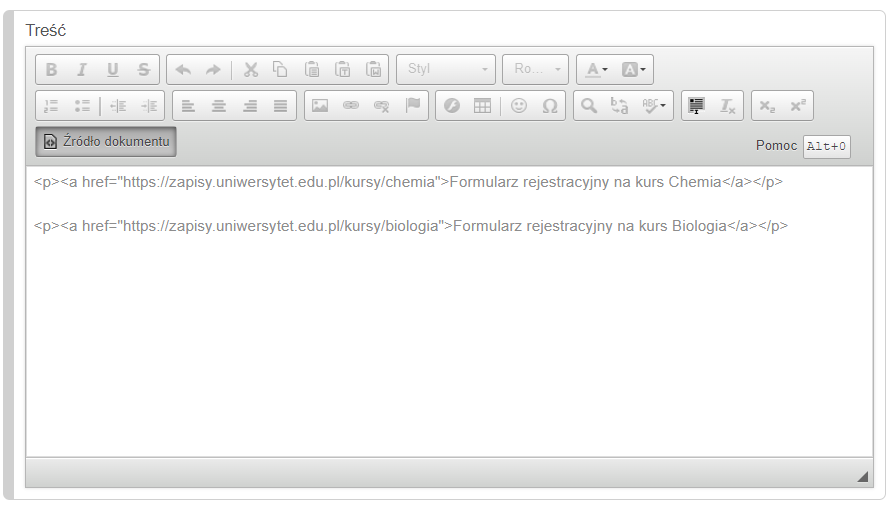 Treść
B I U S Styl Ro... A A
Ω ABC
Źródło dokumentu
Pomoc Alt+0
<p><a href="https://zapisy.uniwersytet.edu.pl/kursy/chemia">Formularz rejestracyjny na kurs Chemia</a></p>
<p><a href="https://zapisy.uniwersytet.edu.pl/kursy/biologia">Formularz rejestracyjny na kurs Biologia</a></p>